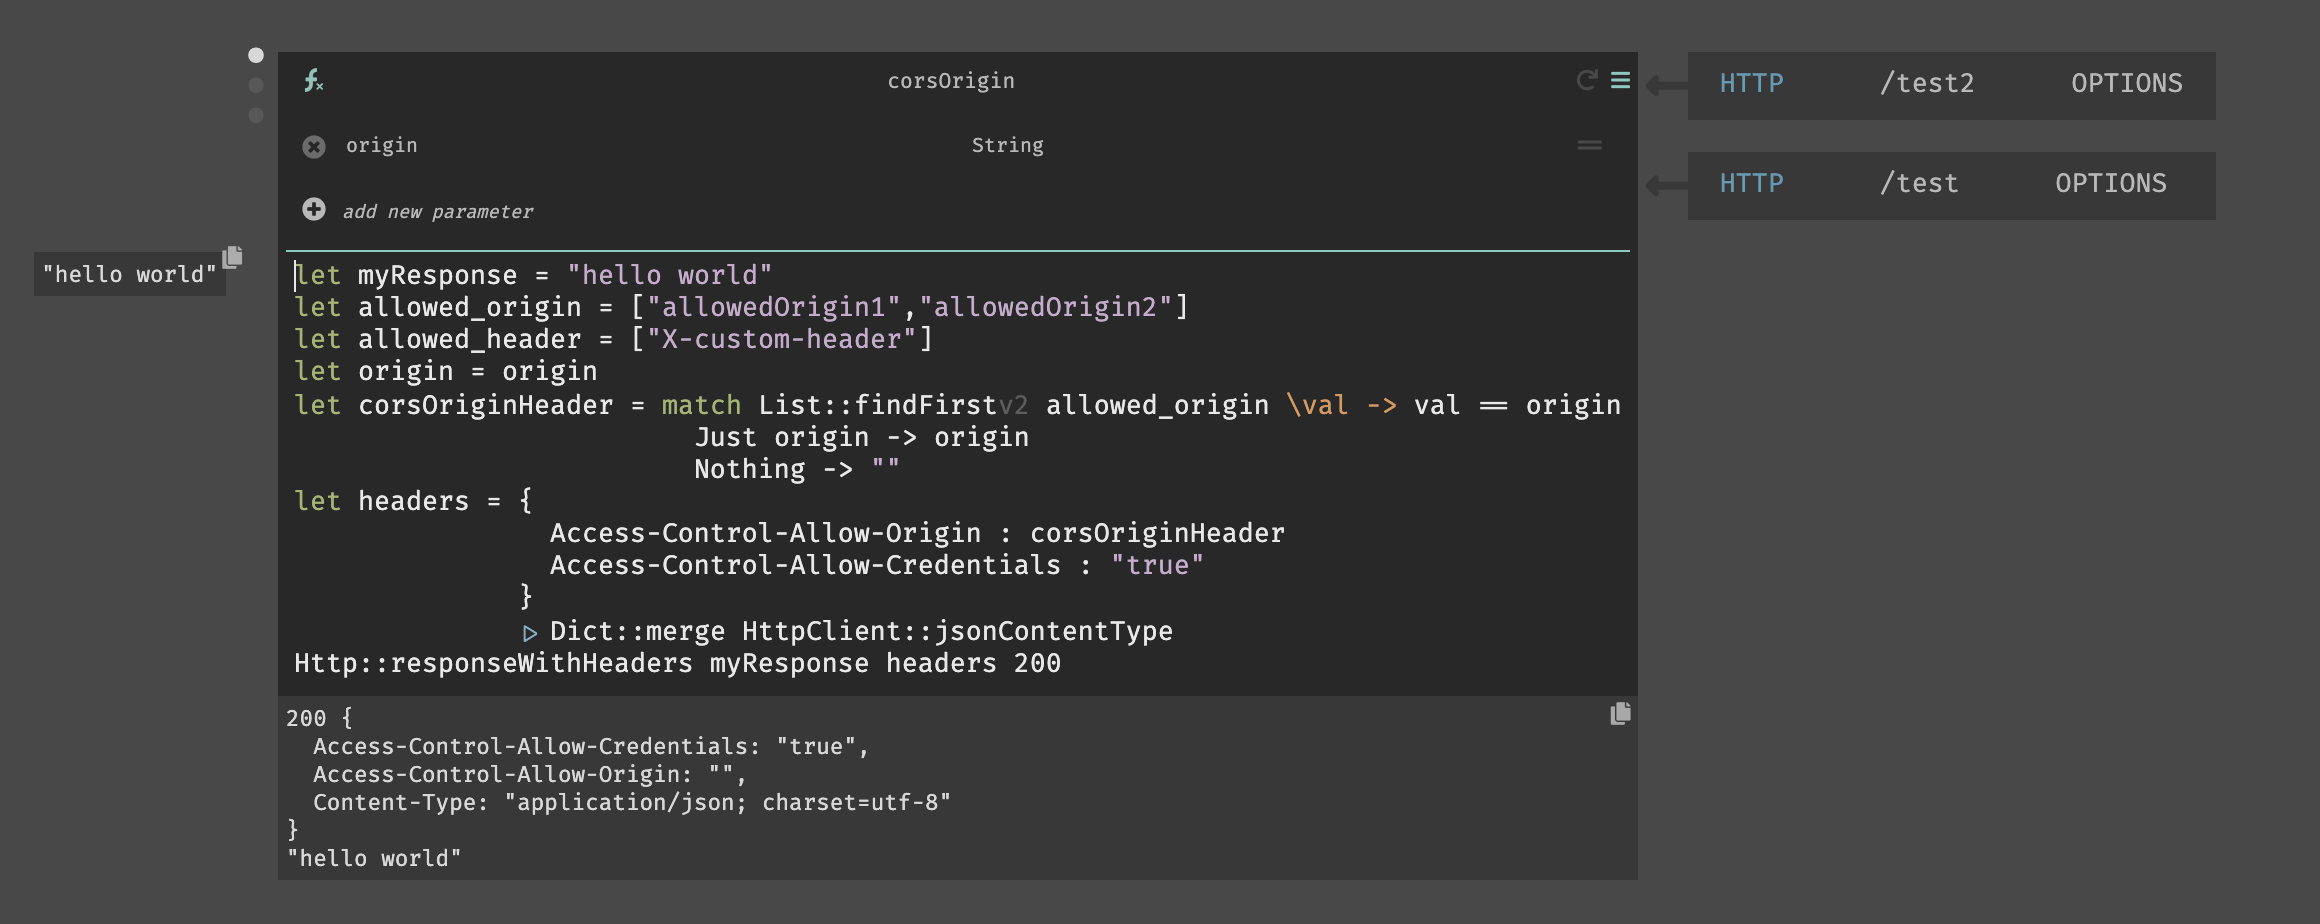 corsOrigin
origin String
add new parameter
"hello world"
let myResponse = "hello world"
let allowed_origin = ["allowedOrigin1","allowedOrigin2"]
let allowed_header = ["X-custom-header"]
let origin = origin
let corsOriginHeader = match List::findFirstv2 allowed_origin \val -> val == origin
Just origin -> origin
Nothing -> ""
let headers = {
Access-Control-Allow-Origin : corsOriginHeader
Access-Control-Allow-Credentials : "true"
}
▷ Dict::merge HttpClient::jsonContentType
Http::responseWithHeaders myResponse headers 200
200 {
Access-Control-Allow-Credentials: "true",
Access-Control-Allow-Origin: "",
Content-Type: "application/json; charset=utf-8"
}
"hello world"
HTTP /test2 OPTIONS
HTTP /test OPTIONS